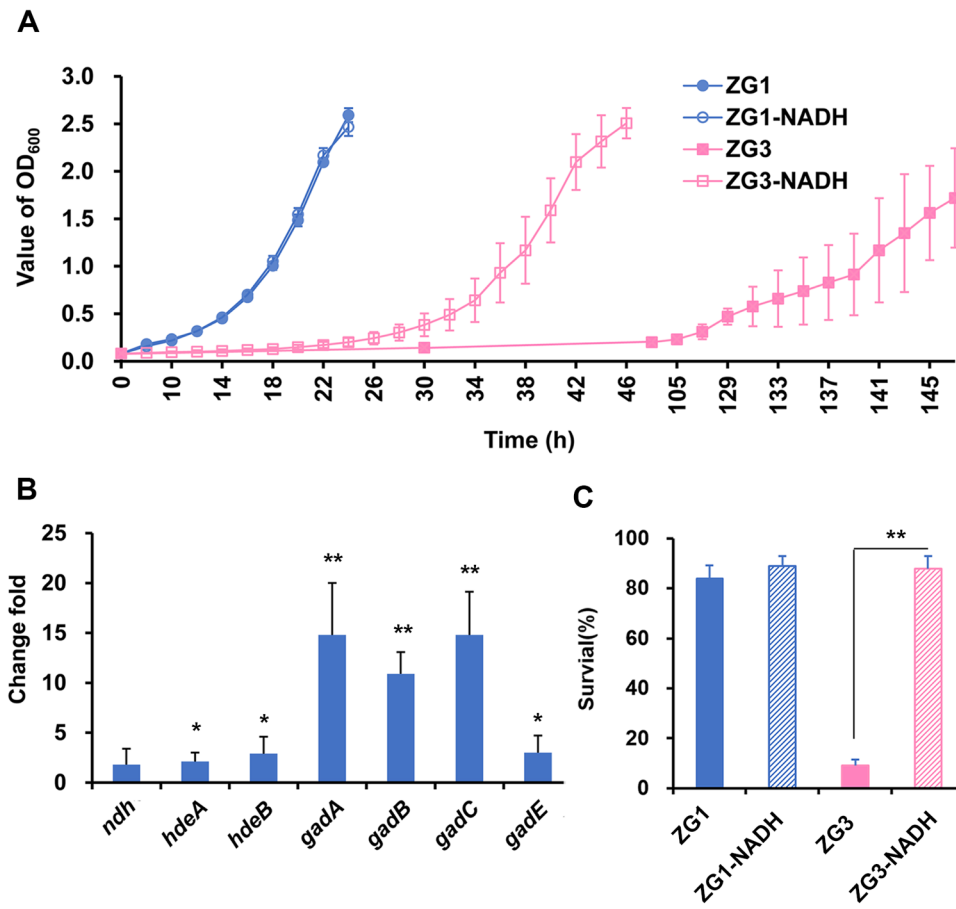 A
Value of OD600
3.0
2.5
2.0
1.5
1.0
0.5
0.0
ZG1
ZG1-NADH
ZG3
ZG3-NADH
0 10 14 18 22 26 30 34 38 42 46 105 129 133 137 141 145
Time (h)
B
Change fold
25
20
15
10
5
0
** ** ** * * *
ndh hdeA hdeB gadA gadB gadC gadE
C
Survial(%)
100
80
60
40
20
0
**
ZG1 ZG1-NADH ZG3 ZG3-NADH